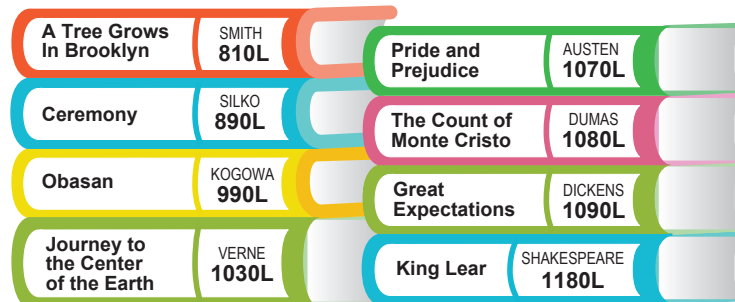 A Tree Grows
In Brooklyn
SMITH
810L
Ceremony
SILKO
890L
Obasan
KOGOWA
990L
Journey to
the Center
of the Earth
VERNE
1030L
Pride and
Prejudice
AUSTEN
1070L
The Count of
Monte Cristo
DUMAS
1080L
Great
Expectations
DICKENS
1090L
King Lear
SHAKESPEARE
1180L